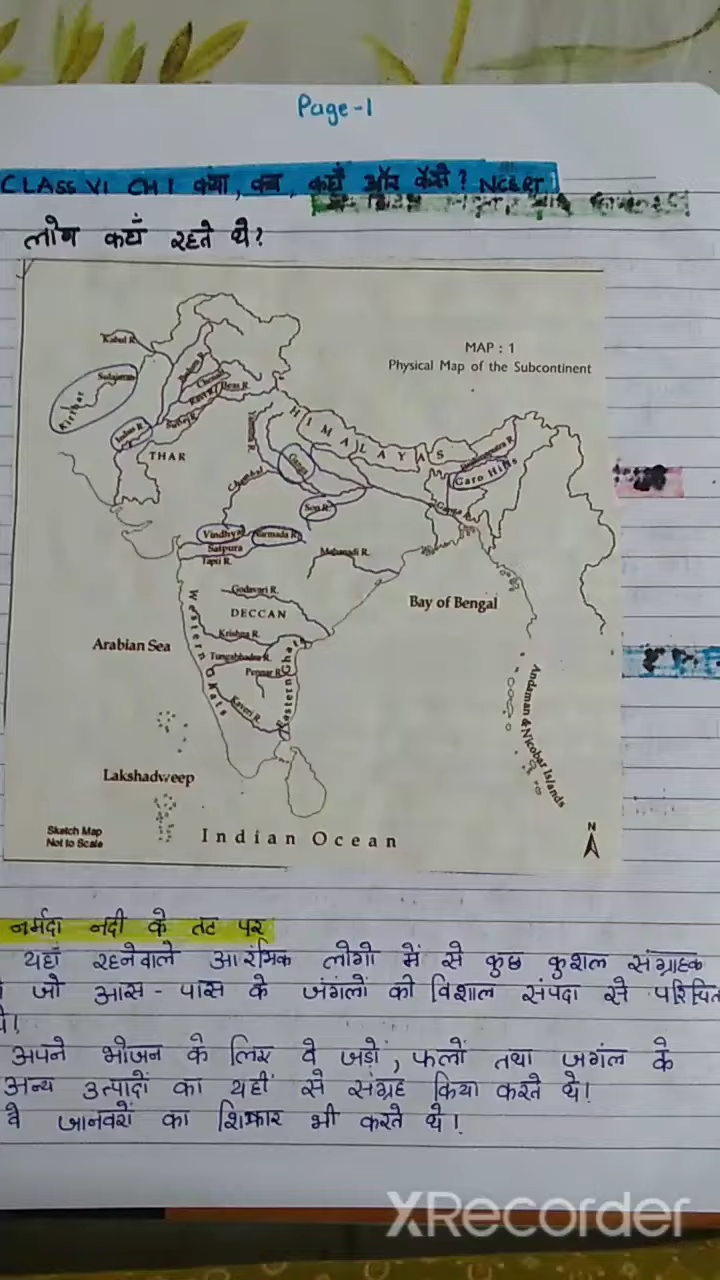 Page-1
CLASS VI CH 1 क्या, कब, कहाँ और कैसे? NCERT
लोग कहाँ रहते थे?
MAP : 1
Physical Map of the Subcontinent
Kabul R.
Sulaiman
Kirthar
Chenab
Ravi R.
Beas R.
Sutlej R.
Indus R.
THAR
HIMALAYAS
Yamuna R.
Ganga
Brahmaputra R.
Garo Hills
Chambal
Son R.
Ganga R.
Vindhya
Narmada R.
Satpura
Tapti R.
Mahanadi R.
Godavari R.
DECCAN
Bay of Bengal
Krishna R.
Arabian Sea
Western Ghats
Tungabhadra R.
Pennar R.
Eastern Ghats
Kaveri R.
Andaman & Nicobar Islands
Lakshadweep
Sketch Map
Not to Scale
Indian Ocean
N
नर्मदा नदी के तट पर
यहाँ रहनेवाले आरंभिक लोगो में से कुछ कुशल संग्राहक
जो आस-पास के जंगलों की विशाल संपदा से परिचित
थे।
अपने भोजन के लिए वे जड़ों, फलों तथा जगंल के
अन्य उत्पादों का यहीं से संग्रह किया करते थे।
वे जानवरों का शिकार भी करते थे।
XRecorder